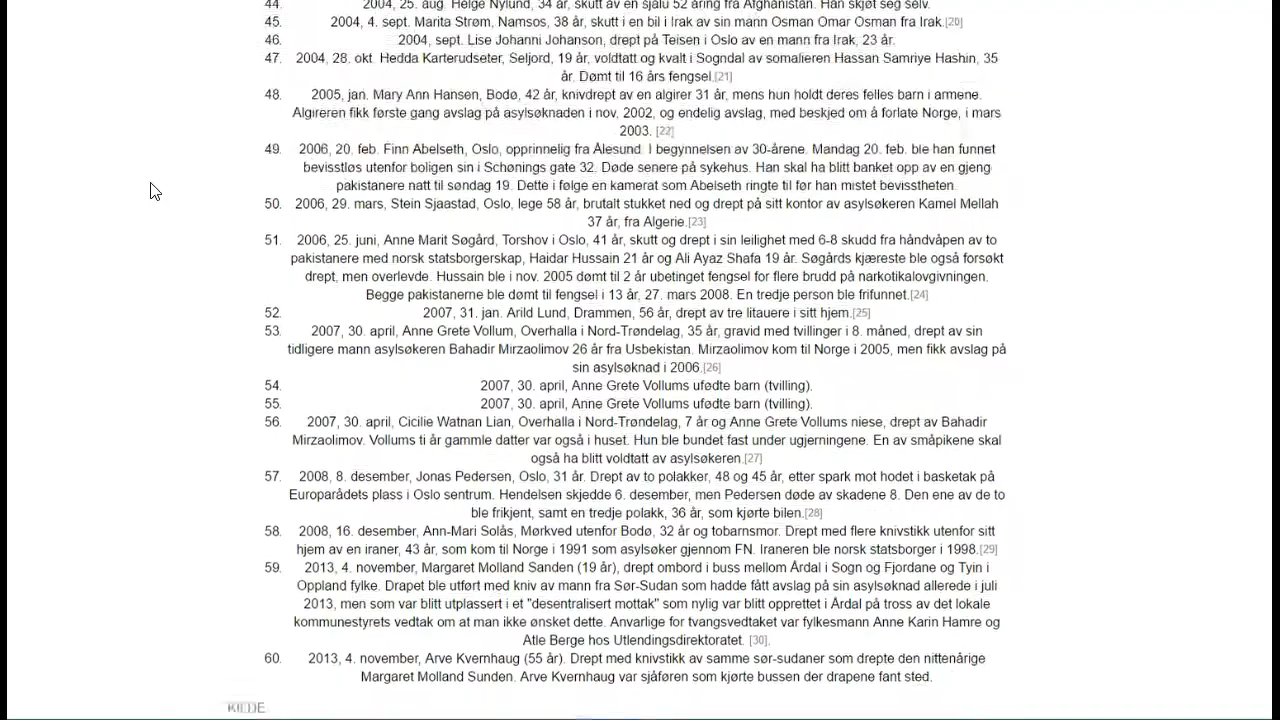 44. 2004, 25. aug. Helge Nylund, 34 år, skutt av en sjalu 52 åring fra Afghanistan. Han skjøt seg selv.
45. 2004, 4. sept. Marita Strøm, Namsos, 38 år, skutt i en bil i Irak av sin mann Osman Omar Osman fra Irak.[20]
46. 2004, sept. Lise Johanni Johanson, drept på Teisen i Oslo av en mann fra Irak, 23 år.
47. 2004, 28. okt. Hedda Karterudseter, Seljord, 19 år, voldtatt og kvalt i Sogndal av somalieren Hassan Samriye Hashin, 35
år. Dømt til 16 års fengsel.[21]
48. 2005, jan. Mary Ann Hansen, Bodø, 42 år, knivdrept av en algirer 31 år, mens hun holdt deres felles barn i armene.
Algireren fikk første gang avslag på asylsøknaden i nov. 2002, og endelig avslag, med beskjed om å forlate Norge, i mars
2003. [22]
49. 2006, 20. feb. Finn Abelseth, Oslo, opprinnelig fra Ålesund. I begynnelsen av 30-årene. Mandag 20. feb. ble han funnet
bevisstløs utenfor boligen sin i Schønings gate 32. Døde senere på sykehus. Han skal ha blitt banket opp av en gjeng
pakistanere natt til søndag 19. Dette i følge en kamerat som Abelseth ringte til før han mistet bevisstheten.
50. 2006, 29. mars, Stein Sjaastad, Oslo, lege 58 år, brutalt stukket ned og drept på sitt kontor av asylsøkeren Kamel Mellah
37 år, fra Algerie.[23]
51. 2006, 25. juni, Anne Marit Søgård, Torshov i Oslo, 41 år, skutt og drept i sin leilighet med 6-8 skudd fra håndvåpen av to
pakistanere med norsk statsborgerskap, Haidar Hussain 21 år og Ali Ayaz Shafa 19 år. Søgårds kjæreste ble også forsøkt
drept, men overlevde. Hussain ble i nov. 2005 dømt til 2 år ubetinget fengsel for flere brudd på narkotikalovgivningen.
Begge pakistanerne ble dømt til fengsel i 13 år, 27. mars 2008. En tredje person ble frifunnet.[24]
52. 2007, 31. jan. Arild Lund, Drammen, 56 år, drept av tre litauere i sitt hjem.[25]
53. 2007, 30. april, Anne Grete Vollum, Overhalla i Nord-Trøndelag, 35 år, gravid med tvillinger i 8. måned, drept av sin
tidligere mann asylsøkeren Bahadir Mirzaolimov 26 år fra Usbekistan. Mirzaolimov kom til Norge i 2005, men fikk avslag på
sin asylsøknad i 2006.[26]
54. 2007, 30. april, Anne Grete Vollums ufødte barn (tvilling).
55. 2007, 30. april, Anne Grete Vollums ufødte barn (tvilling).
56. 2007, 30. april, Cicilie Watnan Lian, Overhalla i Nord-Trøndelag, 7 år og Anne Grete Vollums niese, drept av Bahadir
Mirzaolimov. Vollums ti år gammle datter var også i huset. Hun ble bundet fast under ugjerningene. En av småpikene skal
også ha blitt voldtatt av asylsøkeren.[27]
57. 2008, 8. desember, Jonas Pedersen, Oslo, 31 år. Drept av to polakker, 48 og 45 år, etter spark mot hodet i basketak på
Europarådets plass i Oslo sentrum. Hendelsen skjedde 6. desember, men Pedersen døde av skadene 8. Den ene av de to
ble frikjent, samt en tredje polakk, 36 år, som kjørte bilen.[28]
58. 2008, 16. desember, Ann-Mari Solås, Mørkved utenfor Bodø, 32 år og tobarnsmor. Drept med flere knivstikk utenfor sitt
hjem av en iraner, 43 år, som kom til Norge i 1991 som asylsøker gjennom FN. Iraneren ble norsk statsborger i 1998.[29]
59. 2013, 4. november, Margaret Molland Sanden (19 år), drept ombord i buss mellom Årdal i Sogn og Fjordane og Tyin i
Oppland fylke. Drapet ble utført med kniv av mann fra Sør-Sudan som hadde fått avslag på sin asylsøknad allerede i juli
2013, men som var blitt utplassert i et "desentralisert mottak" som nylig var blitt opprettet i Årdal på tross av det lokale
kommunestyrets vedtak om at man ikke ønsket dette. Anvarlige for tvangsvedtaket var fylkesmann Anne Karin Hamre og
Atle Berge hos Utlendingsdirektoratet. [30].
60. 2013, 4. november, Arve Kvernhaug (55 år). Drept med knivstikk av samme sør-sudaner som drepte den nittenårige
Margaret Molland Sunden. Arve Kvernhaug var sjåføren som kjørte bussen der drapene fant sted.